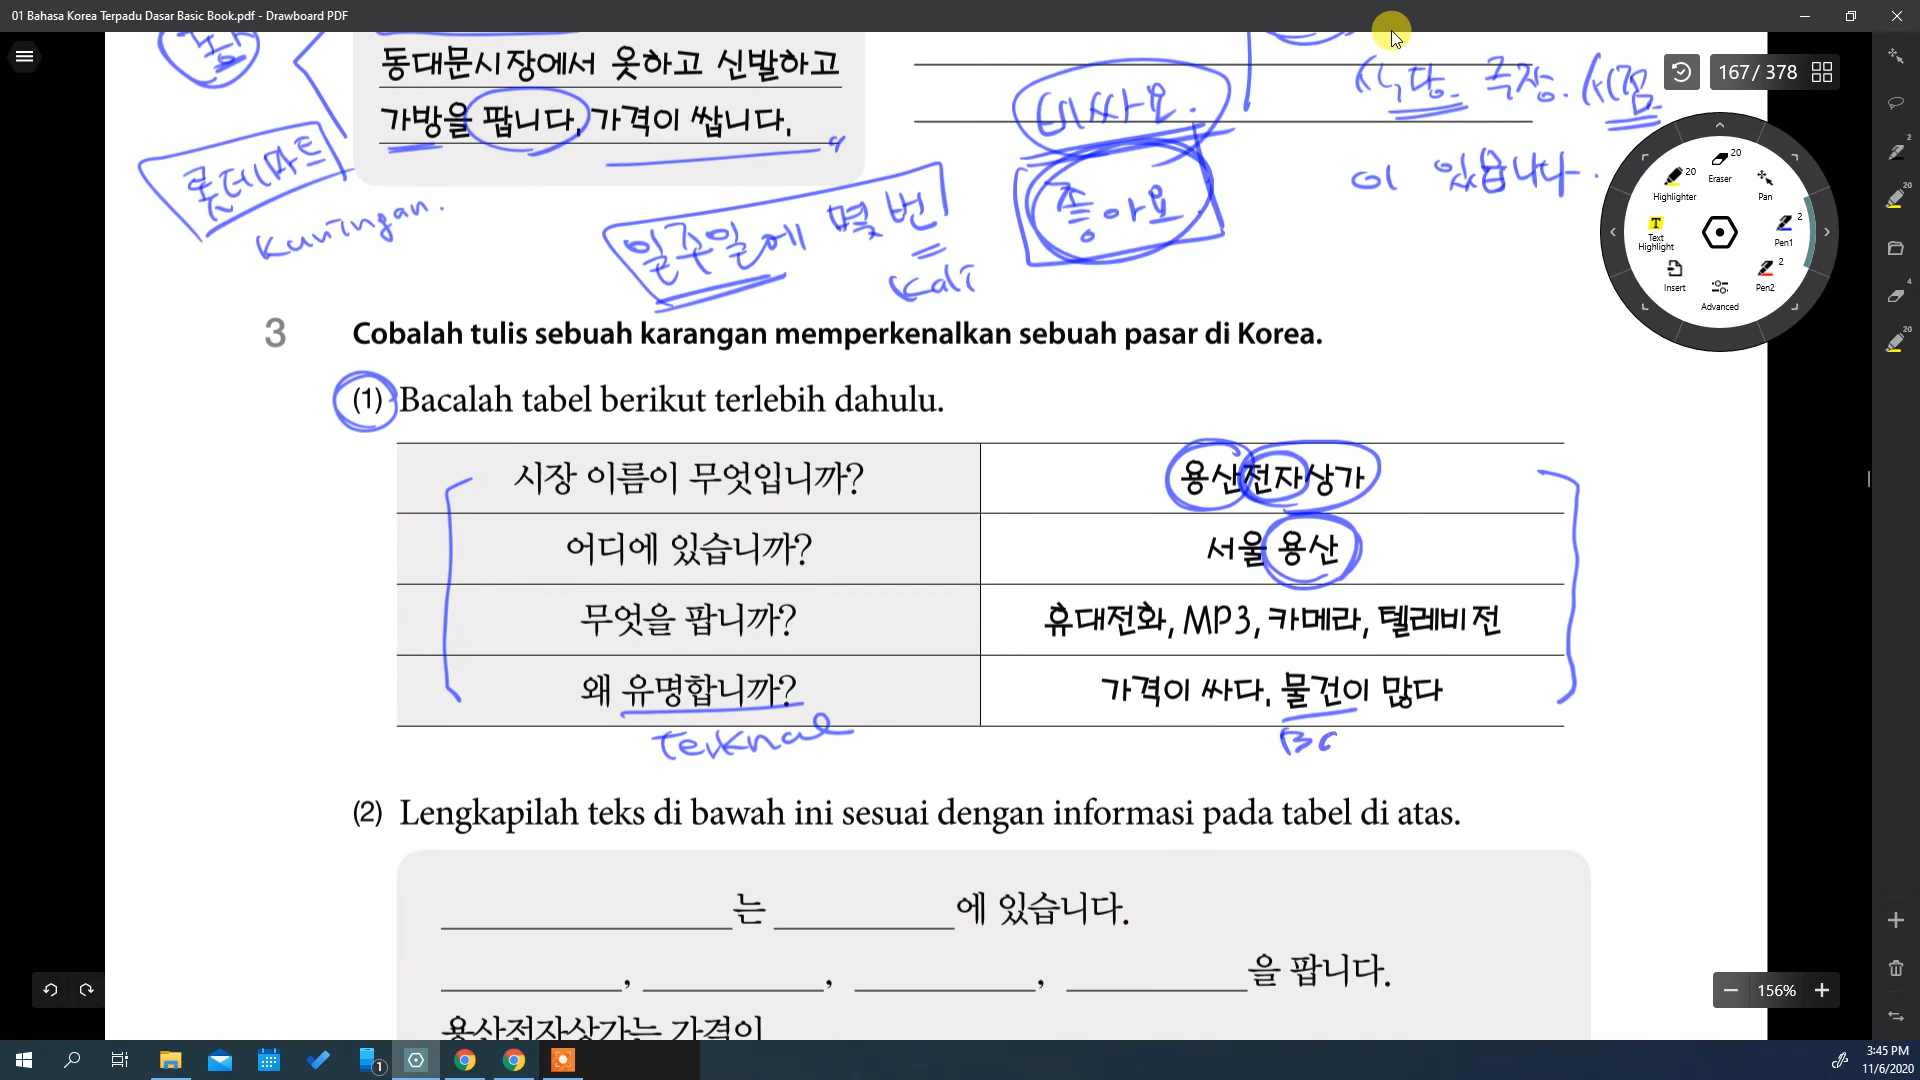 01 Bahasa Korea Terpadu Dasar Basic Book.pdf - Drawboard PDF
동대문시장에서 옷하고 신발하고
가방을 팝니다. 가격이 쌉니다.
롯데마트
Kuningan.
일주일에 몇 번
Kali
비싸요.
좋아요
식당. 극장. 서점
이 있습니다.
167 / 378
Highlighter 20
Eraser 20
Pan
Text Highlight
Pen1 2
Insert
Advanced
Pen2 2
3 Cobalah tulis sebuah karangan memperkenalkan sebuah pasar di Korea.
(1) Bacalah tabel berikut terlebih dahulu.
시장 이름이 무엇입니까? 용산전자상가
어디에 있습니까? 서울 용산
무엇을 팝니까? 휴대전화, MP3, 카메라, 텔레비전
왜 유명합니까? 가격이 싸다, 물건이 많다
Terkenal
(2) Lengkapilah teks di bawah ini sesuai dengan informasi pada tabel di atas.
는 에 있습니다.
, , , 을 팝니다.
용산전자상가는 가격이
156%
3:45 PM
11/6/2020